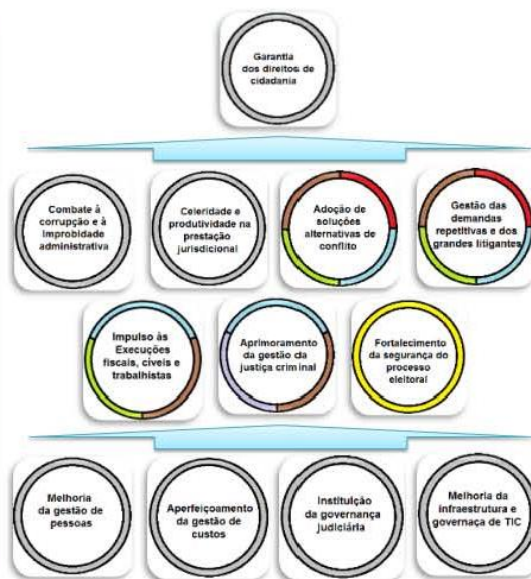 Garantia
dos direitos de
cidadania
Combate à
corrupção e à
improbidade
administrativa
Celeridade e
produtividade na
prestação
jurisdicional
Adoção de
soluções
alternativas de
conflito
Gestão das
demandas
repetitivas e dos
grandes litigantes
Impulso às
Execuções
fiscais, cíveis e
trabalhistas
Aprimoramento
da gestão da
justiça criminal
Fortalecimento
da segurança do
processo
eleitoral
Melhoria
da gestão de
pessoas
Aperfeiçoamento
da gestão de
custos
Instituição
da governança
judiciária
Melhoria da
infraestrutura e
governaça de TIC